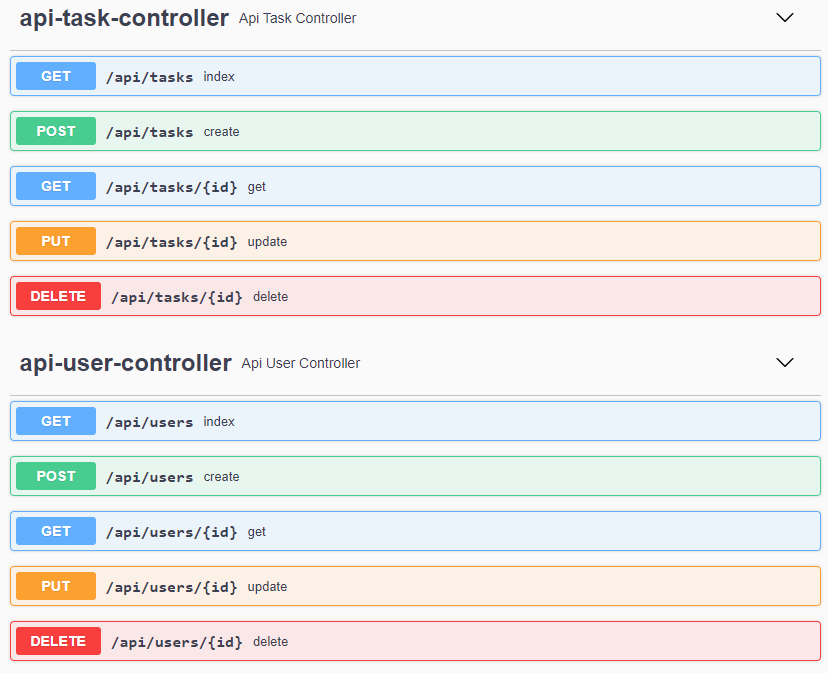 api-task-controller Api Task Controller
GET /api/tasks index
POST /api/tasks create
GET /api/tasks/{id} get
PUT /api/tasks/{id} update
DELETE /api/tasks/{id} delete
api-user-controller Api User Controller
GET /api/users index
POST /api/users create
GET /api/users/{id} get
PUT /api/users/{id} update
DELETE /api/users/{id} delete